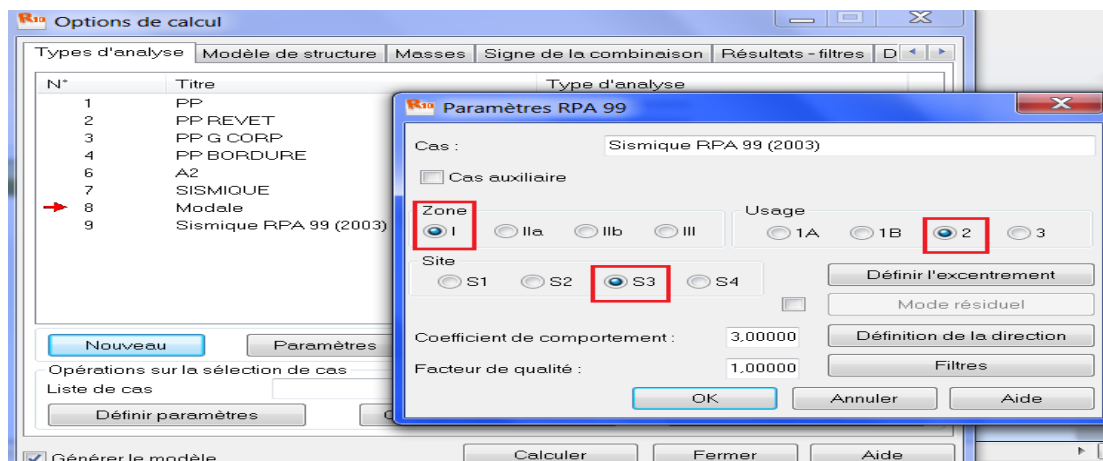 R10 Options de calcul
Types d'analyse Modèle de structure Masses Signe de la combinaison Résultats - filtres D
N° Titre Type d'analyse
1 PP
2 PP REVET
3 PP G CORP
4 PP BORDURE
6 A2
7 SISMIQUE
8 Modale
9 Sismique RPA 99 (2003)
Nouveau Paramètres
Opérations sur la sélection de cas
Liste de cas
Définir paramètres
Générer le modèle
Calculer Fermer Aide
R10 Paramètres RPA 99
Cas : Sismique RPA 99 (2003)
Cas auxiliaire
Zone Usage
I IIa IIb III 1A 1B 2 3
Site
S1 S2 S3 S4 Définir l'excentrement
Mode résiduel
Coefficient de comportement : 3,00000 Définition de la direction
Facteur de qualité : 1,00000 Filtres
OK Annuler Aide